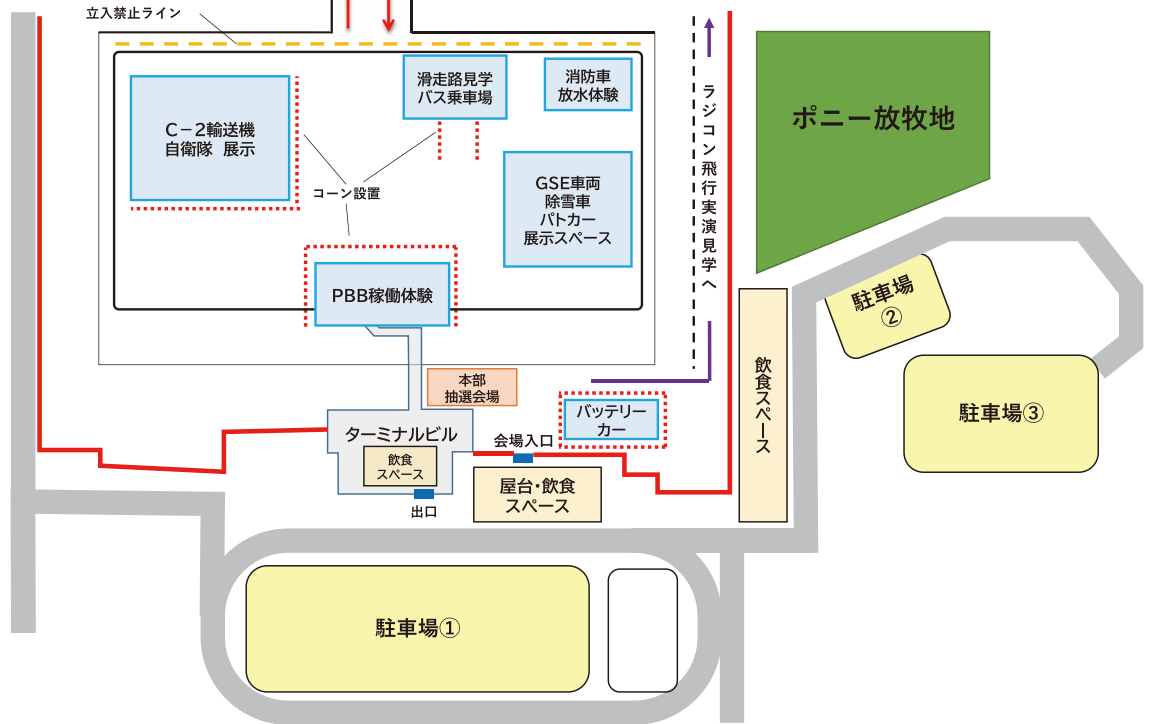 立入禁止ライン
滑走路見学
バス乗車場
消防車
放水体験
C－2輸送機
自衛隊 展示
コーン設置
GSE車両
除雪車
パトカー
展示スペース
PBB稼働体験
ラジコン飛行実演見学へ
ポニー放牧地
駐車場
②
駐車場③
飲食スペース
本部
抽選会場
バッテリー
カー
ターミナルビル
飲食
スペース
会場入口
屋台・飲食
スペース
出口
駐車場①